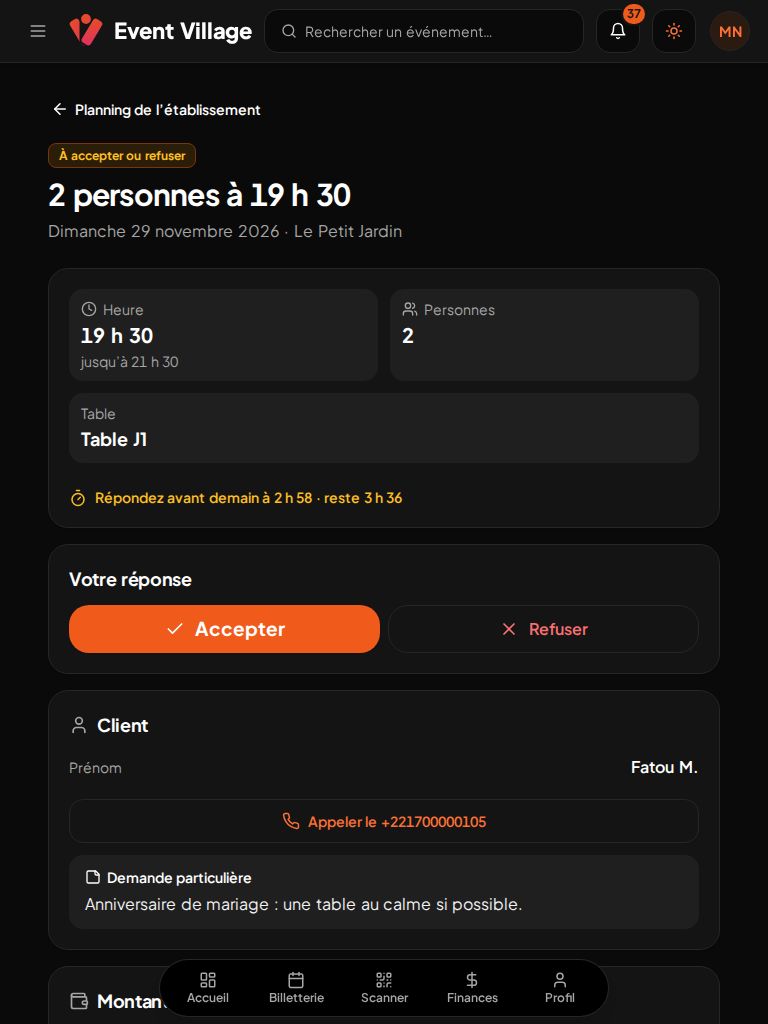 Event Village
Rechercher un événement…
37
MN
Planning de l’établissement
À accepter ou refuser
2 personnes à 19 h 30
Dimanche 29 novembre 2026 · Le Petit Jardin
Heure
19 h 30
jusqu’à 21 h 30
Personnes
2
Table
Table J1
Répondez avant demain à 2 h 58 · reste 3 h 36
Votre réponse
Accepter
Refuser
Client
Prénom
Fatou M.
Appeler le +221700000105
Demande particulière
Anniversaire de mariage : une table au calme si possible.
Accueil
Billetterie
Scanner
Finances
Profil